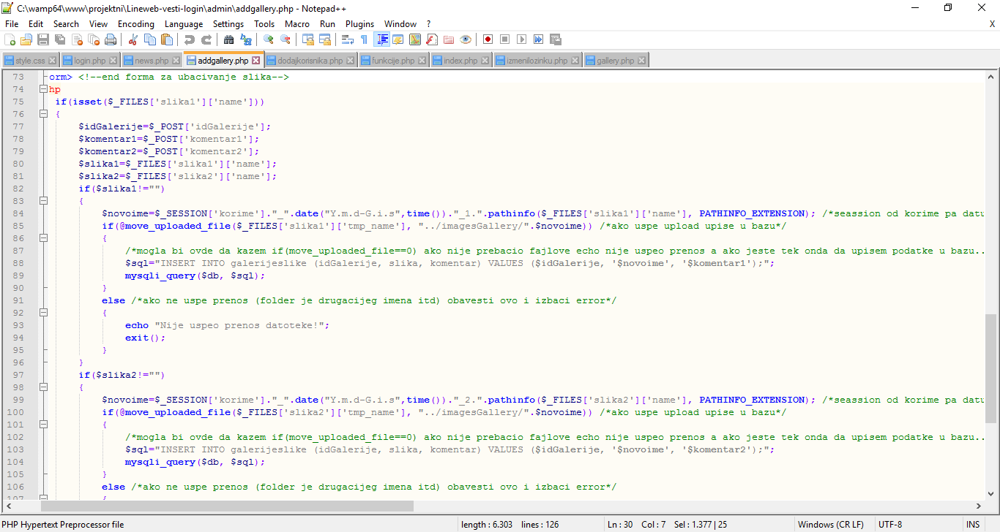 C:\wamp64\www\projektni\Lineweb-vesti-login\admin\addgallery.php - Notepad++
File Edit Search View Encoding Language Settings Tools Macro Run Plugins Window ? X
style.css login.php news.php addgallery.php dodajkorisnika.php funkcije.php index.php izmenilozinku.php gallery.php
73 orm> <!--end forma za ubacivanje slika-->
74 hp
75 if(isset($_FILES['slika1']['name']))
76 {
77 $idGalerije=$_POST['idGalerije'];
78 $komentar1=$_POST['komentar1'];
79 $komentar2=$_POST['komentar2'];
80 $slika1=$_FILES['slika1']['name'];
81 $slika2=$_FILES['slika2']['name'];
82 if($slika1!="")
83 {
84 $novoime=$_SESSION['korime']."_".date("Y.m.d-G.i.s",time())."_1.".pathinfo($_FILES['slika1']['name'], PATHINFO_EXTENSION); /*seassion od korime pa datu
85 if(@move_uploaded_file($_FILES['slika1']['tmp_name'], "../imagesGallery/".$novoime)) /*ako uspe upload upise u bazu*/
86 {
87 /*mogla bi ovde da kazem if(move_uploaded_file==0) ako nije prebacio fajlove echo nije uspeo prenos a ako jeste tek onda da upisem podatke u bazu..
88 $sql="INSERT INTO galerijeslike (idGalerije, slika, komentar) VALUES ($idGalerije, '$novoime', '$komentar1');";
89 mysqli_query($db, $sql);
90 }
91 else /*ako ne uspe prenos (folder je drugacijeg imena itd) obavesti ovo i izbaci error*/
92 {
93 echo "Nije uspeo prenos datoteke!";
94 exit();
95 }
96 }
97 if($slika2!="")
98 {
99 $novoime=$_SESSION['korime']."_".date("Y.m.d-G.i.s",time())."_2.".pathinfo($_FILES['slika2']['name'], PATHINFO_EXTENSION); /*seassion od korime pa datu
100 if(@move_uploaded_file($_FILES['slika2']['tmp_name'], "../imagesGallery/".$novoime)) /*ako uspe upload upise u bazu*/
101 {
102 /*mogla bi ovde da kazem if(move_uploaded_file==0) ako nije prebacio fajlove echo nije uspeo prenos a ako jeste tek onda da upisem podatke u bazu..
103 $sql="INSERT INTO galerijeslike (idGalerije, slika, komentar) VALUES ($idGalerije, '$novoime', '$komentar2');";
104 mysqli_query($db, $sql);
105 }
106 else /*ako ne uspe prenos (folder je drugacijeg imena itd) obavesti ovo i izbaci error*/
107 {
PHP Hypertext Preprocessor file length : 6.303 lines : 126 Ln : 30 Col : 7 Sel : 1.377 | 25 Windows (CR LF) UTF-8 INS